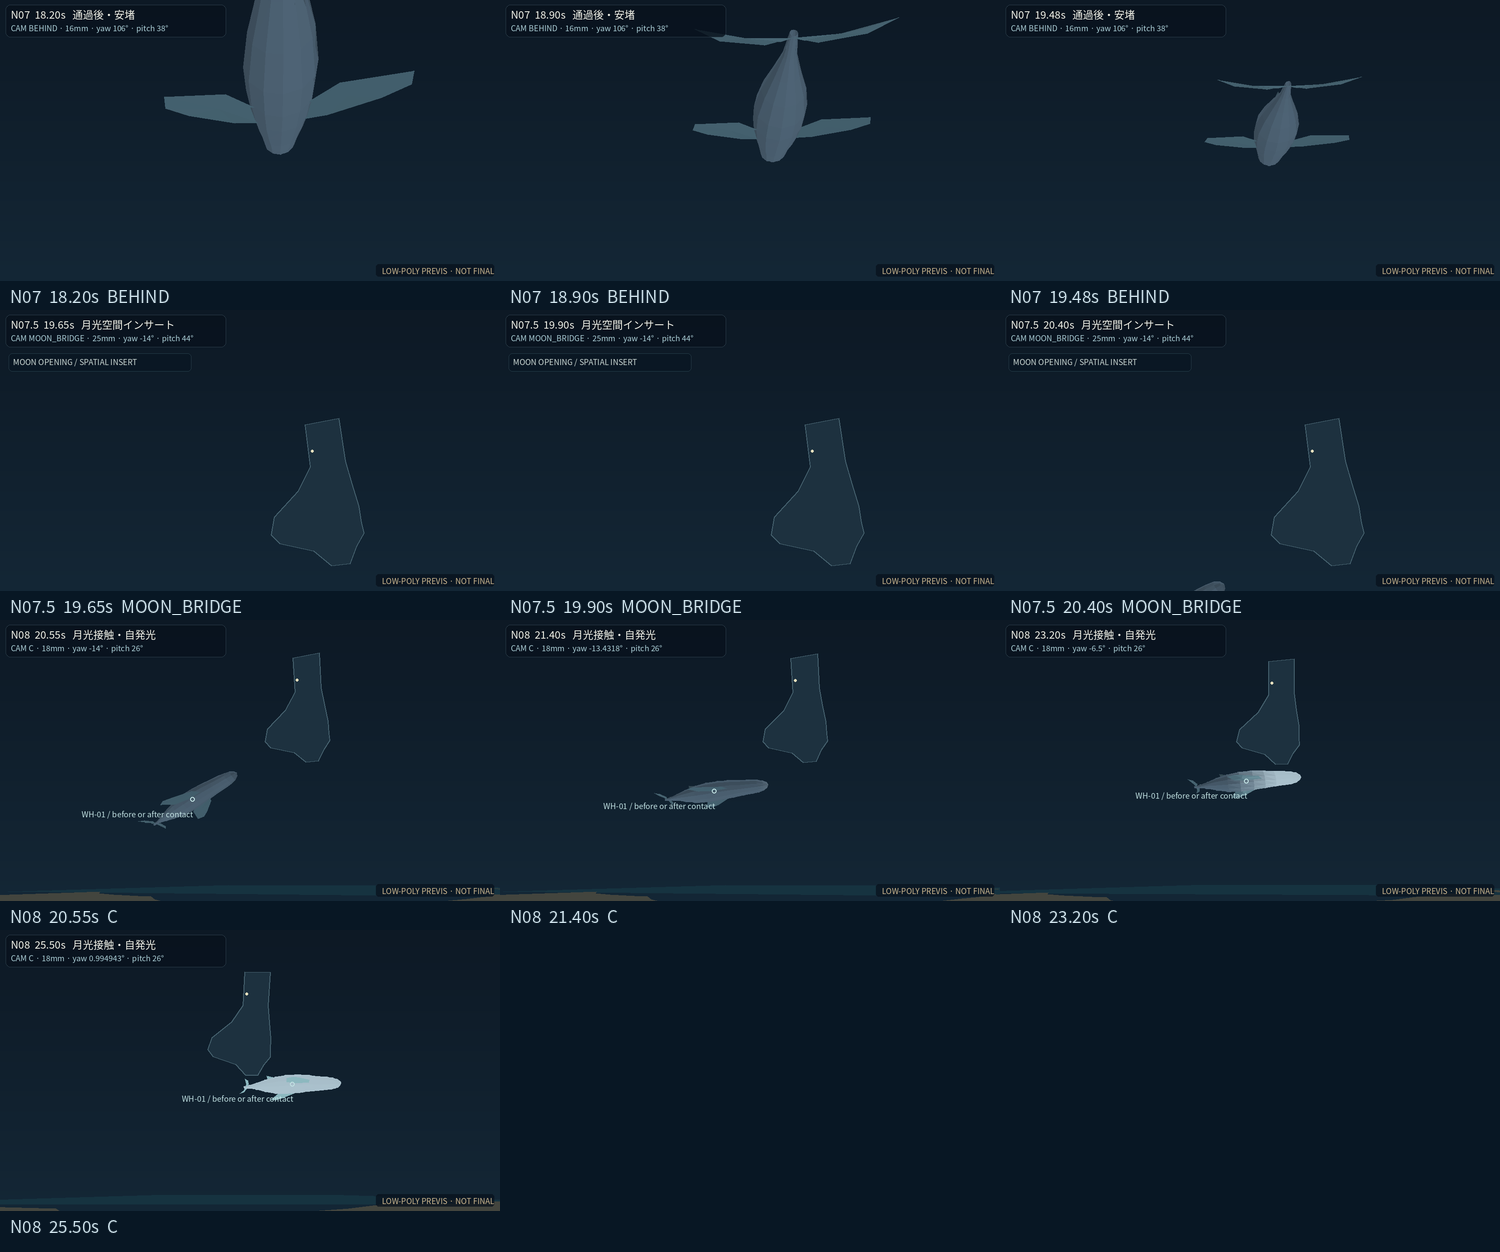 N07 18.20s 通過後・安堵
CAM BEHIND · 16mm · yaw 106° · pitch 38°
LOW-POLY PREVIS · NOT FINAL
N07 18.20s BEHIND
N07 18.90s 通過後・安堵
CAM BEHIND · 16mm · yaw 106° · pitch 38°
LOW-POLY PREVIS · NOT FINAL
N07 18.90s BEHIND
N07 19.48s 通過後・安堵
CAM BEHIND · 16mm · yaw 106° · pitch 38°
LOW-POLY PREVIS · NOT FINAL
N07 19.48s BEHIND
N07.5 19.65s 月光空間インサート
CAM MOON_BRIDGE · 25mm · yaw -14° · pitch 44°
MOON OPENING / SPATIAL INSERT
LOW-POLY PREVIS · NOT FINAL
N07.5 19.65s MOON_BRIDGE
N07.5 19.90s 月光空間インサート
CAM MOON_BRIDGE · 25mm · yaw -14° · pitch 44°
MOON OPENING / SPATIAL INSERT
LOW-POLY PREVIS · NOT FINAL
N07.5 19.90s MOON_BRIDGE
N07.5 20.40s 月光空間インサート
CAM MOON_BRIDGE · 25mm · yaw -14° · pitch 44°
MOON OPENING / SPATIAL INSERT
LOW-POLY PREVIS · NOT FINAL
N07.5 20.40s MOON_BRIDGE
N08 20.55s 月光接触・自発光
CAM C · 18mm · yaw -14° · pitch 26°
WH-01 / before or after contact
LOW-POLY PREVIS · NOT FINAL
N08 20.55s C
N08 21.40s 月光接触・自発光
CAM C · 18mm · yaw -13.4318° · pitch 26°
WH-01 / before or after contact
LOW-POLY PREVIS · NOT FINAL
N08 21.40s C
N08 23.20s 月光接触・自発光
CAM C · 18mm · yaw -6.5° · pitch 26°
WH-01 / before or after contact
LOW-POLY PREVIS · NOT FINAL
N08 23.20s C
N08 25.50s 月光接触・自発光
CAM C · 18mm · yaw 0.994943° · pitch 26°
WH-01 / before or after contact
LOW-POLY PREVIS · NOT FINAL
N08 25.50s C